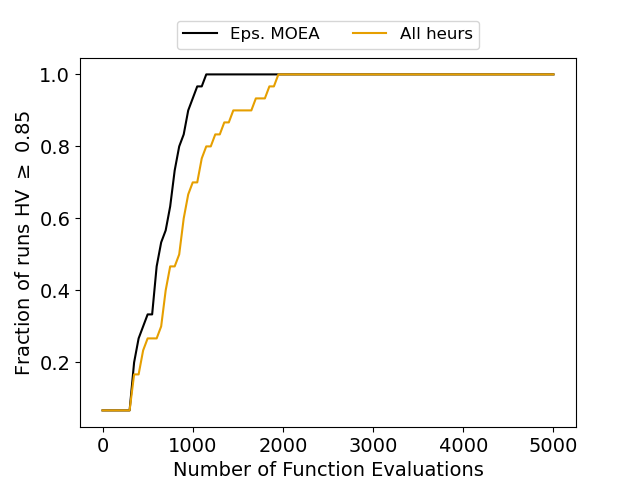 Eps. MOEA
All heurs
Fraction of runs HV ≥ 0.85
1.0
0.8
0.6
0.4
0.2
0 1000 2000 3000 4000 5000
Number of Function Evaluations